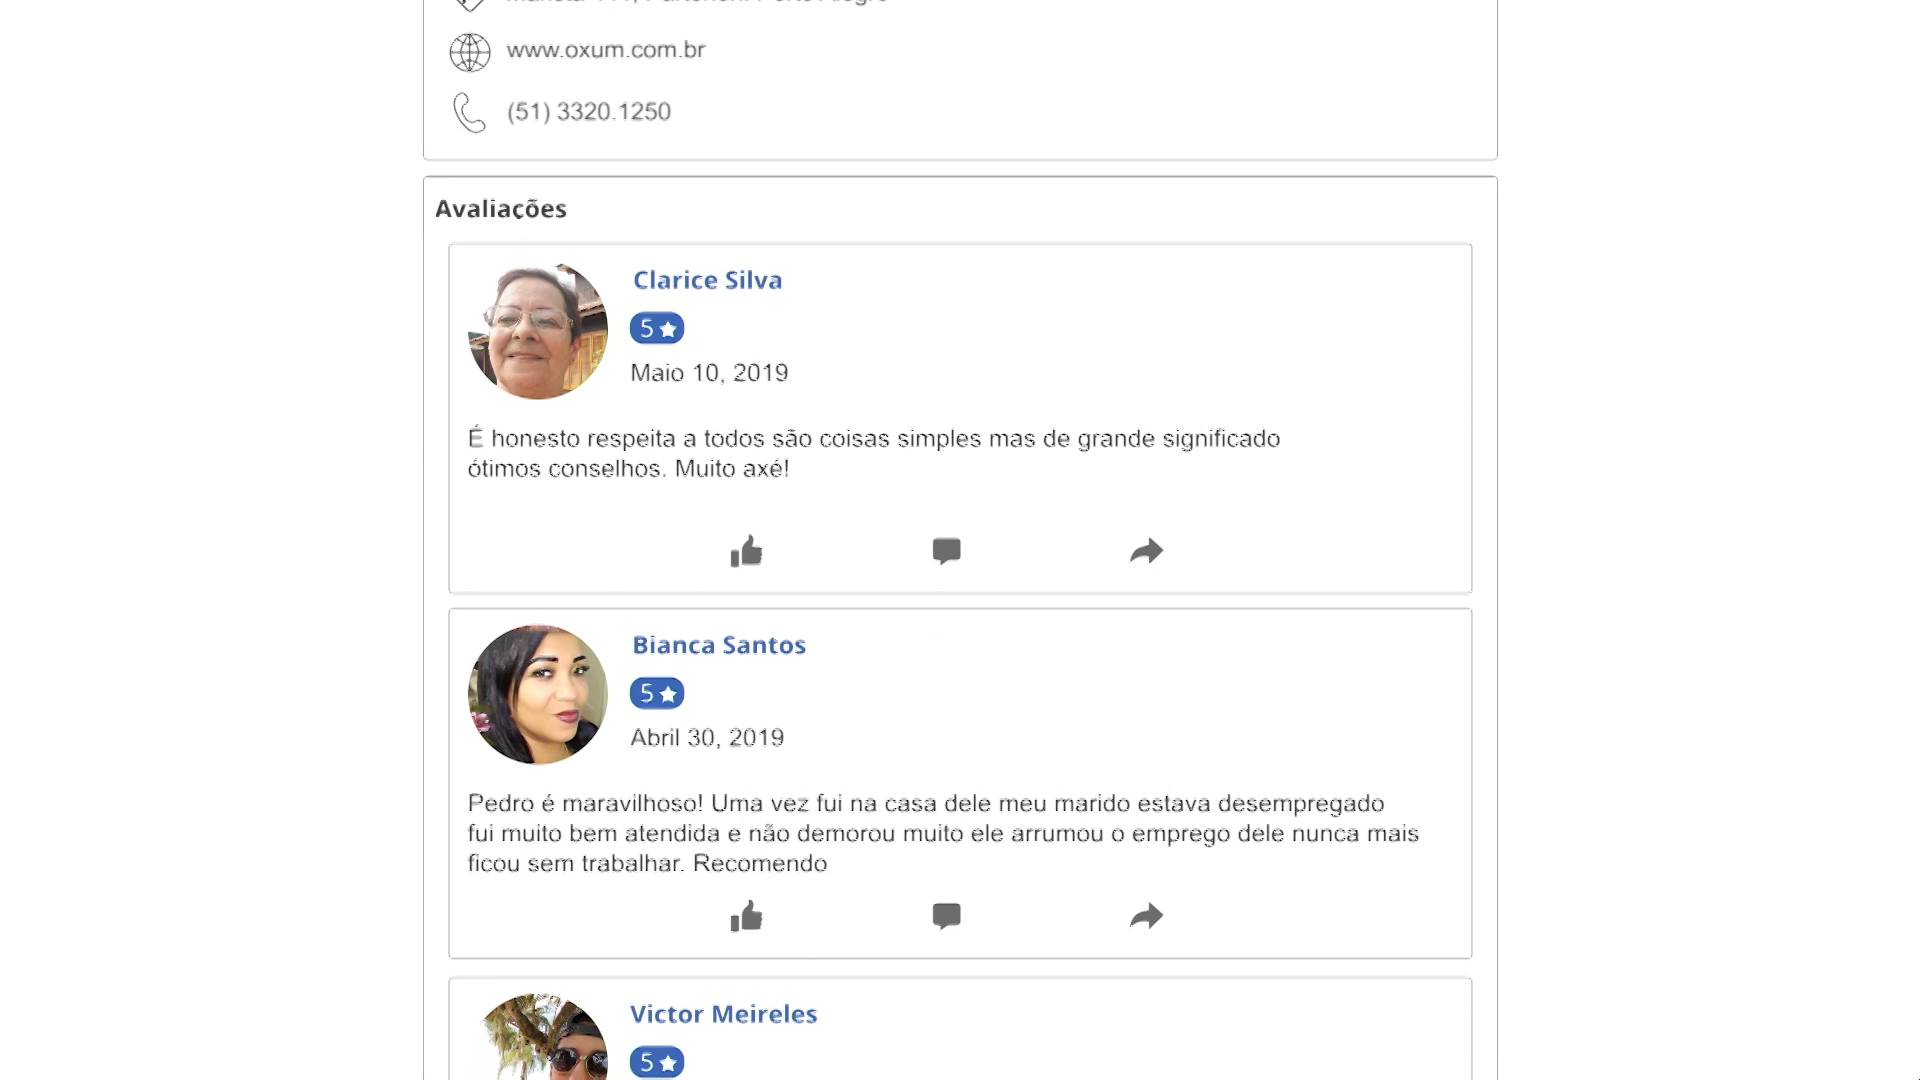 www.oxum.com.br
(51) 3320.1250
Avaliações
Clarice Silva
5
Maio 10, 2019
É honesto respeita a todos são coisas simples mas de grande significado
ótimos conselhos. Muito axé!
Bianca Santos
5
Abril 30, 2019
Pedro é maravilhoso! Uma vez fui na casa dele meu marido estava desempregado
fui muito bem atendida e não demorou muito ele arrumou o emprego dele nunca mais
ficou sem trabalhar. Recomendo
Victor Meireles
5